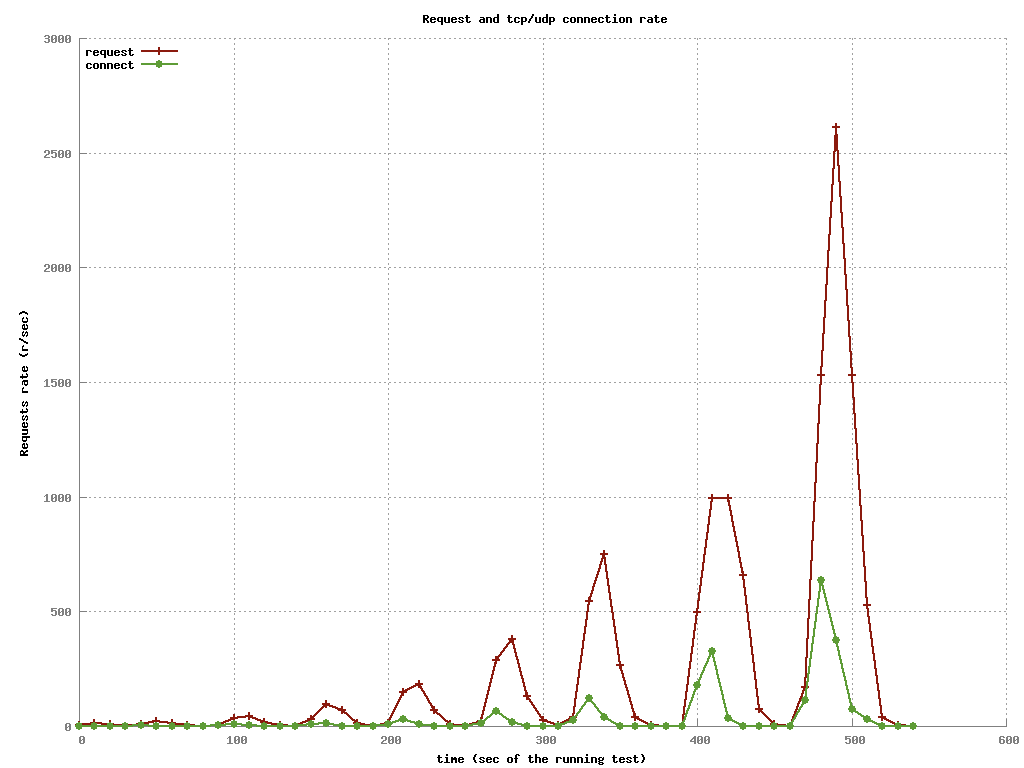 Request and tcp/udp connection rate
3000
request
connect
2500
2000
Requests rate (r/sec)
1500
1000
500
0
0 100 200 300 400 500 600
time (sec of the running test)